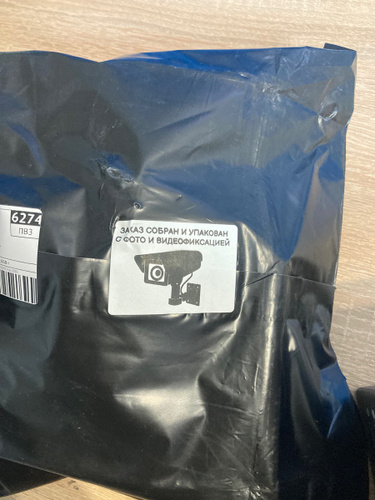 6274
ПВЗ
ЗАКАЗ СОБРАН И УПАКОВАН
С ФОТО И ВИДЕОФИКСАЦИЕЙ